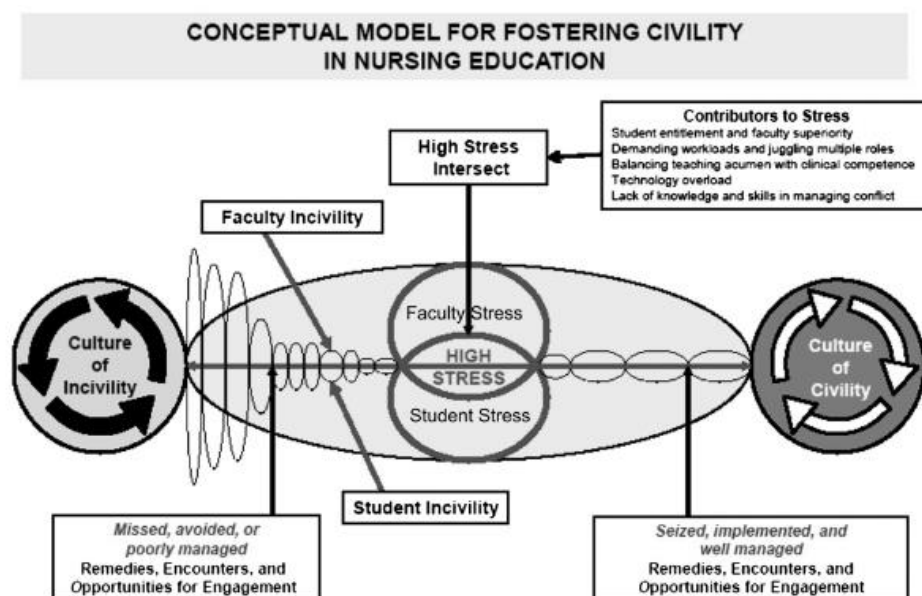 CONCEPTUAL MODEL FOR FOSTERING CIVILITY
IN NURSING EDUCATION
Contributors to Stress
Student entitlement and faculty superiority
Demanding workloads and juggling multiple roles
Balancing teaching acumen with clinical competence
Technology overload
Lack of knowledge and skills in managing conflict
High Stress
Intersect
Faculty Incivility
Faculty Stress
Culture
of
Incivility
HIGH
STRESS
Culture
of
Civility
Student Stress
Student Incivility
Missed, avoided, or
poorly managed
Remedies, Encounters, and
Opportunities for Engagement
Seized, implemented, and
well managed
Remedies, Encounters, and
Opportunities for Engagement